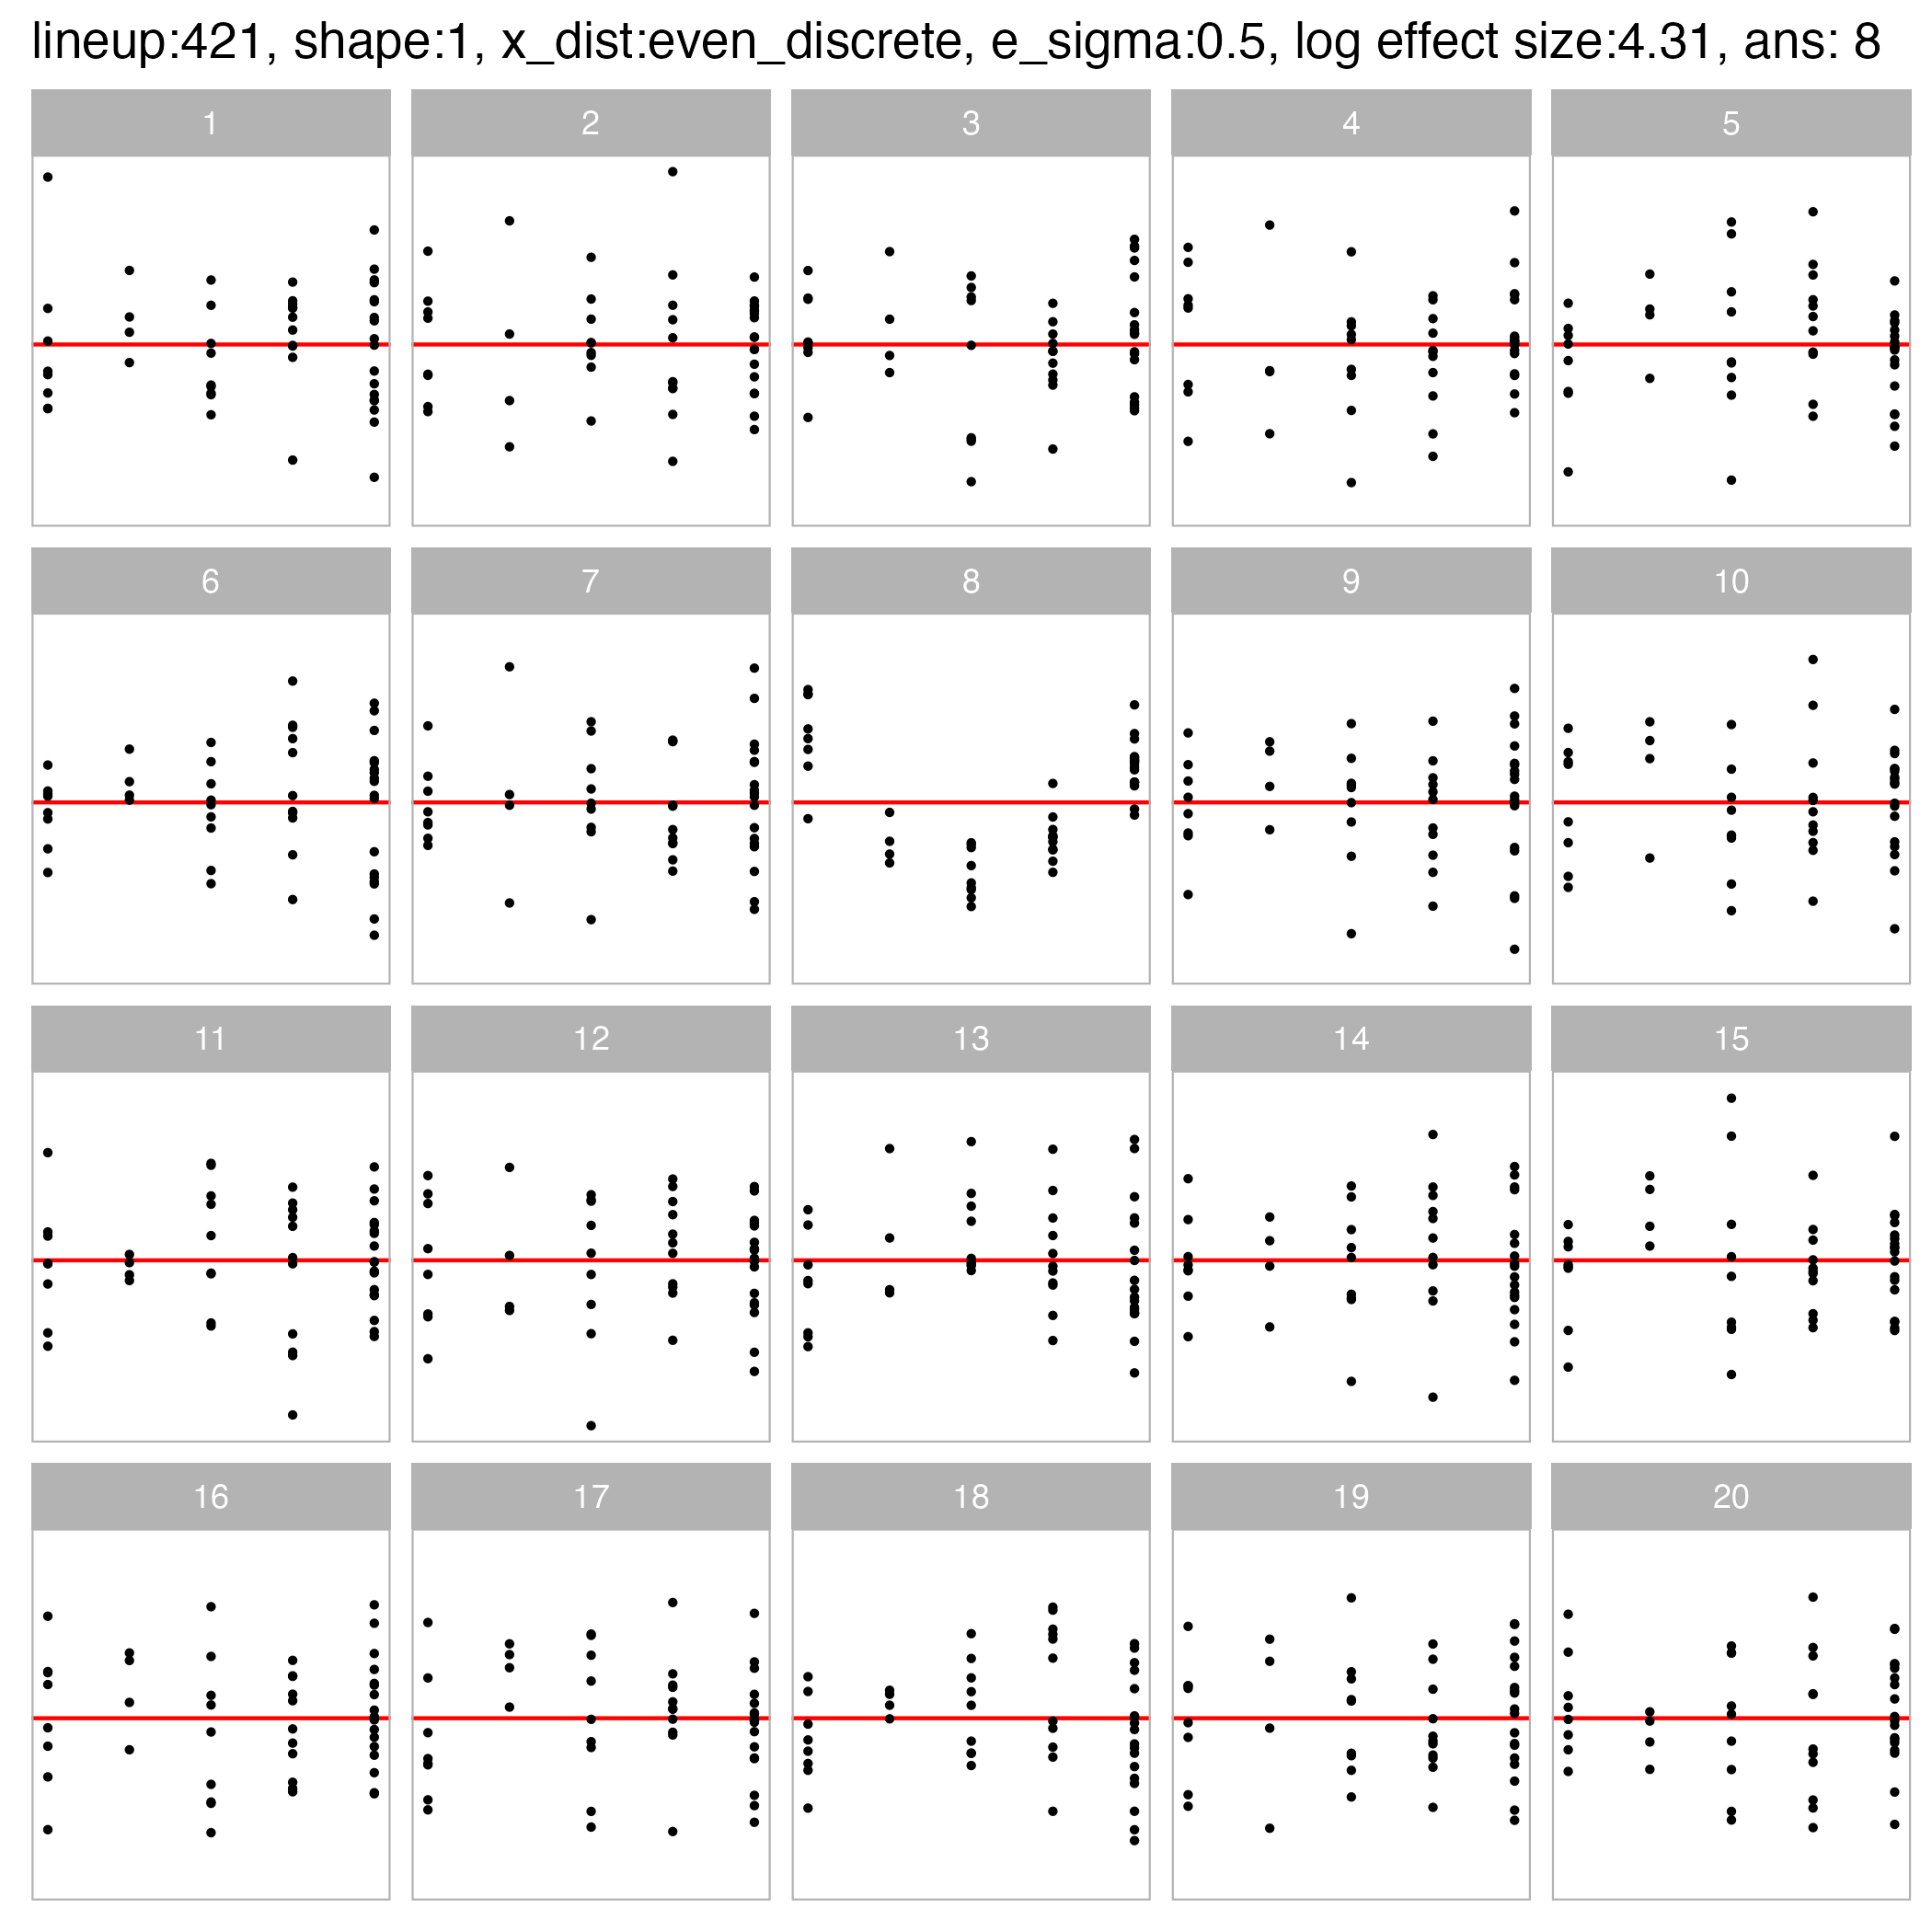 lineup:421, shape:1, x_dist:even_discrete, e_sigma:0.5, log effect size:4.31, ans: 8
1 2 3 4 5
6 7 8 9 10
11 12 13 14 15
16 17 18 19 20